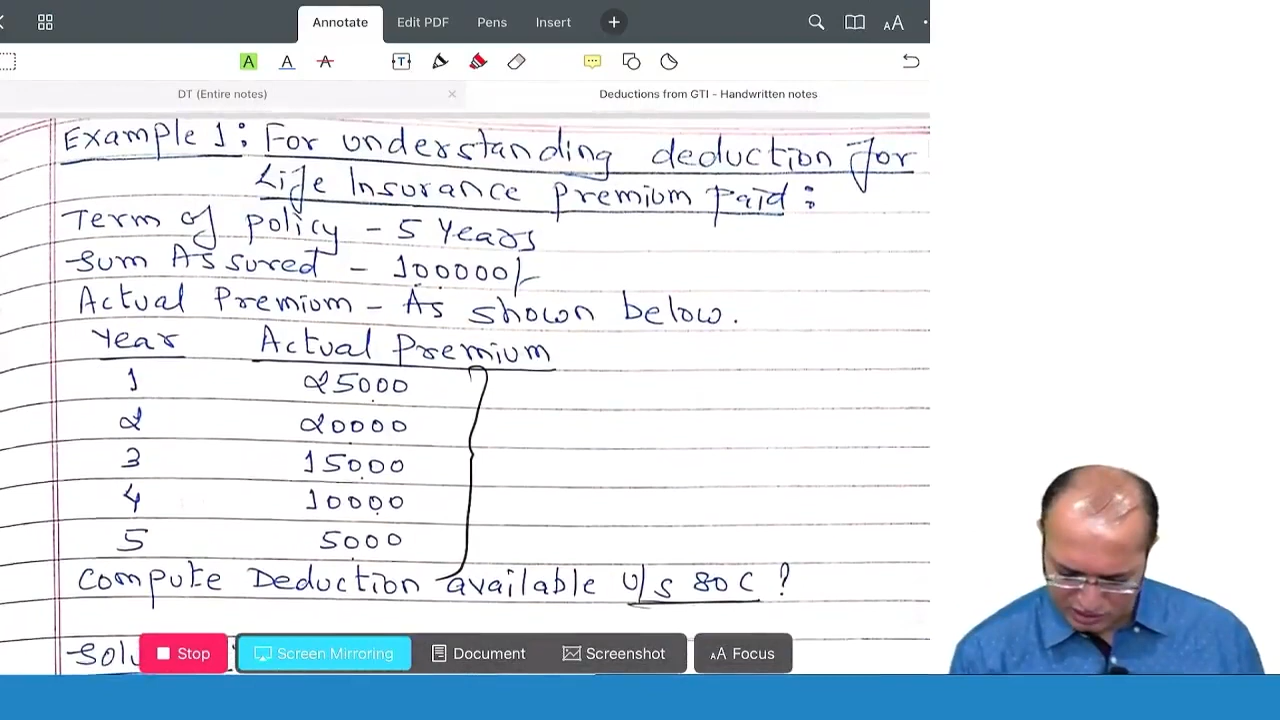 Annotate Edit PDF Pens Insert +
AA
A A A T
DT (Entire notes) × Deductions from GTI - Handwritten notes
Example 1: For understanding deduction for
Life Insurance Premium Paid:
Term of policy - 5 Years
Sum Assured - 100000/-
Actual Premium - As shown below.
Year Actual Premium
1 25000
2 20000
3 15000
4 10000
5 5000
Compute Deduction available u/s 80C ?
Stop Screen Mirroring Document Screenshot AA Focus